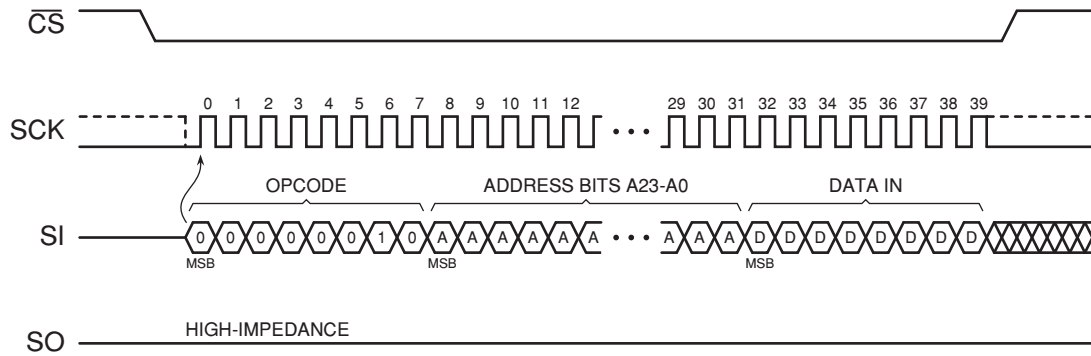 CS
0 1 2 3 4 5 6 7 8 9 10 11 12 29 30 31 32 33 34 35 36 37 38 39
SCK
OPCODE ADDRESS BITS A23-A0 DATA IN
SI 0 0 0 0 0 0 1 0 A A A A A A A A A D D D D D D D D
MSB MSB MSB
HIGH-IMPEDANCE
SO